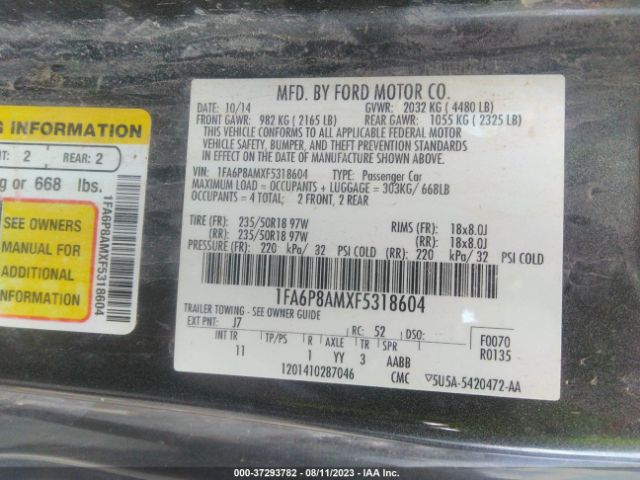 MFD. BY FORD MOTOR CO.
DATE: 10/14 GVWR: 2032 KG ( 4480 LB)
FRONT GAWR: 982 KG ( 2165 LB) REAR GAWR: 1055 KG ( 2325 LB)
THIS VEHICLE CONFORMS TO ALL APPLICABLE FEDERAL MOTOR
VEHICLE SAFETY, BUMPER, AND THEFT PREVENTION STANDARDS
IN EFFECT ON THE DATE OF MANUFACTURE SHOWN ABOVE.
VIN: 1FA6P8AMXF5318604 TYPE: Passenger Car
MAXIMUM LOAD = OCCUPANTS + LUGGAGE = 303KG/ 668LB
OCCUPANTS = 4 TOTAL; 2 FRONT, 2 REAR
TIRE (FR): 235/50R18 97W RIMS (FR): 18x8.0J
(RR): 235/50R18 97W (RR): 18x8.0J
PRESSURE (FR): 220 kPa/ 32 PSI COLD (RR): 220 kPa/ 32 PSI COLD
1FA6P8AMXF5318604
TRAILER TOWING - SEE OWNER GUIDE
EXT PNT: J7 RC: 52 DSO: F0070
INT TR TP/PS R AXLE TR SPR R0135
11 1 YY 3 AABB
1201410287046 CMC ▽5U5A-5420472-AA
G INFORMATION
NT: 2 REAR: 2
g or 668 lbs.
SEE OWNERS
MANUAL FOR
ADDITIONAL
INFORMATION
1FA6P8AMXF5318604
000-37293782 - 08/11/2023 - IAA Inc.